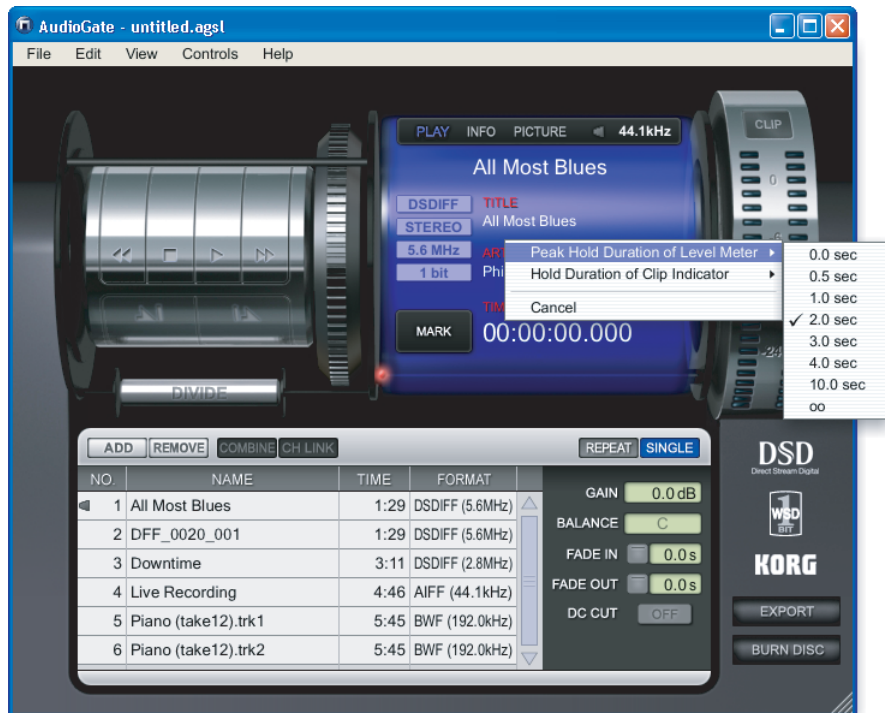 AudioGate - untitled.agsl
File Edit View Controls Help
PLAY INFO PICTURE 44.1kHz
CLIP
All Most Blues
0
DSDIFF TITLE
STEREO All Most Blues
-6
5.6 MHz
1 bit Phi
Peak Hold Duration of Level Meter
Hold Duration of Clip Indicator
Cancel
0.0 sec
0.5 sec
1.0 sec
✓ 2.0 sec
3.0 sec
4.0 sec
10.0 sec
oo
MARK 00:00:00.000
-24
DIVIDE
ADD REMOVE COMBINE CH LINK REPEAT SINGLE
NO. NAME TIME FORMAT
1 All Most Blues 1:29 DSDIFF (5.6MHz)
2 DFF_0020_001 1:29 DSDIFF (5.6MHz)
3 Downtime 3:11 DSDIFF (2.8MHz)
4 Live Recording 4:46 AIFF (44.1kHz)
5 Piano (take12).trk1 5:45 BWF (192.0kHz)
6 Piano (take12).trk2 5:45 BWF (192.0kHz)
GAIN 0.0 dB
BALANCE C
FADE IN 0.0 s
FADE OUT 0.0 s
DC CUT OFF
DSD
Direct Stream Digital
1
WSD
BIT
KORG
EXPORT
BURN DISC